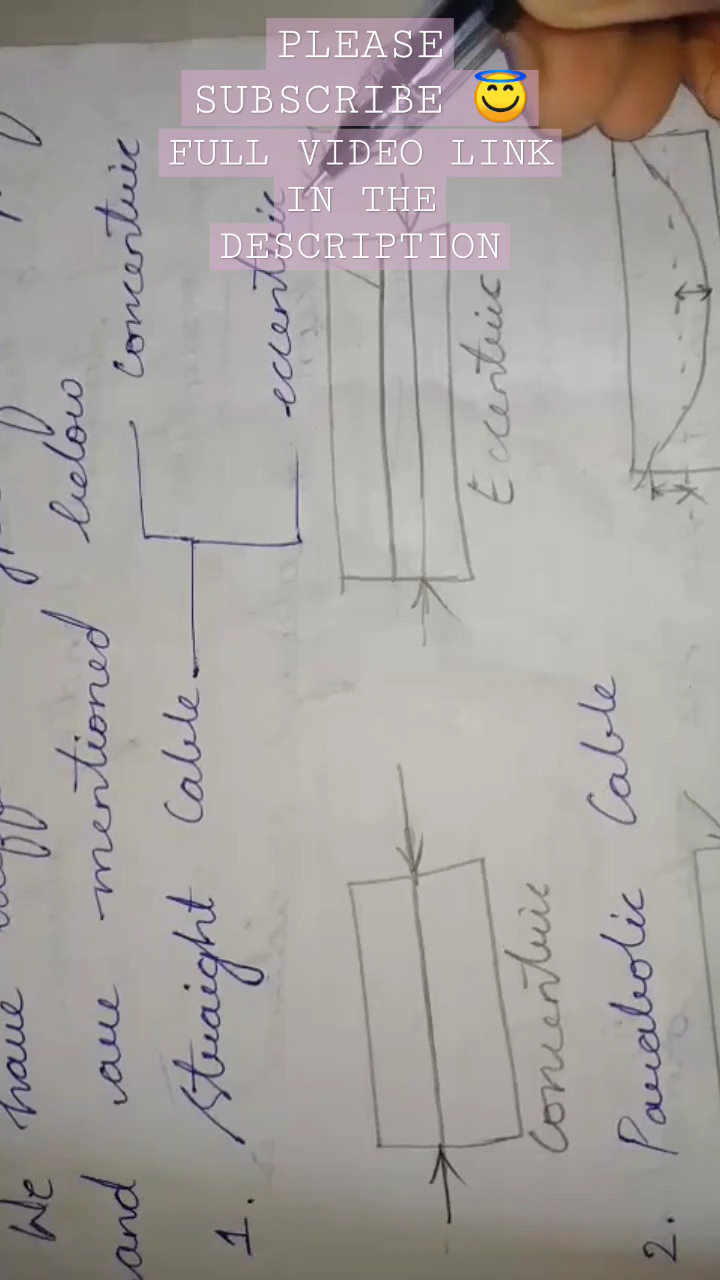 PLEASE
SUBSCRIBE 😇
FULL VIDEO LINK
IN THE
DESCRIPTION
We have
and are mentioned below
1. Straight Cable
concentric
eccentric
Concentric
Eccentric
2. Parabolic Cable